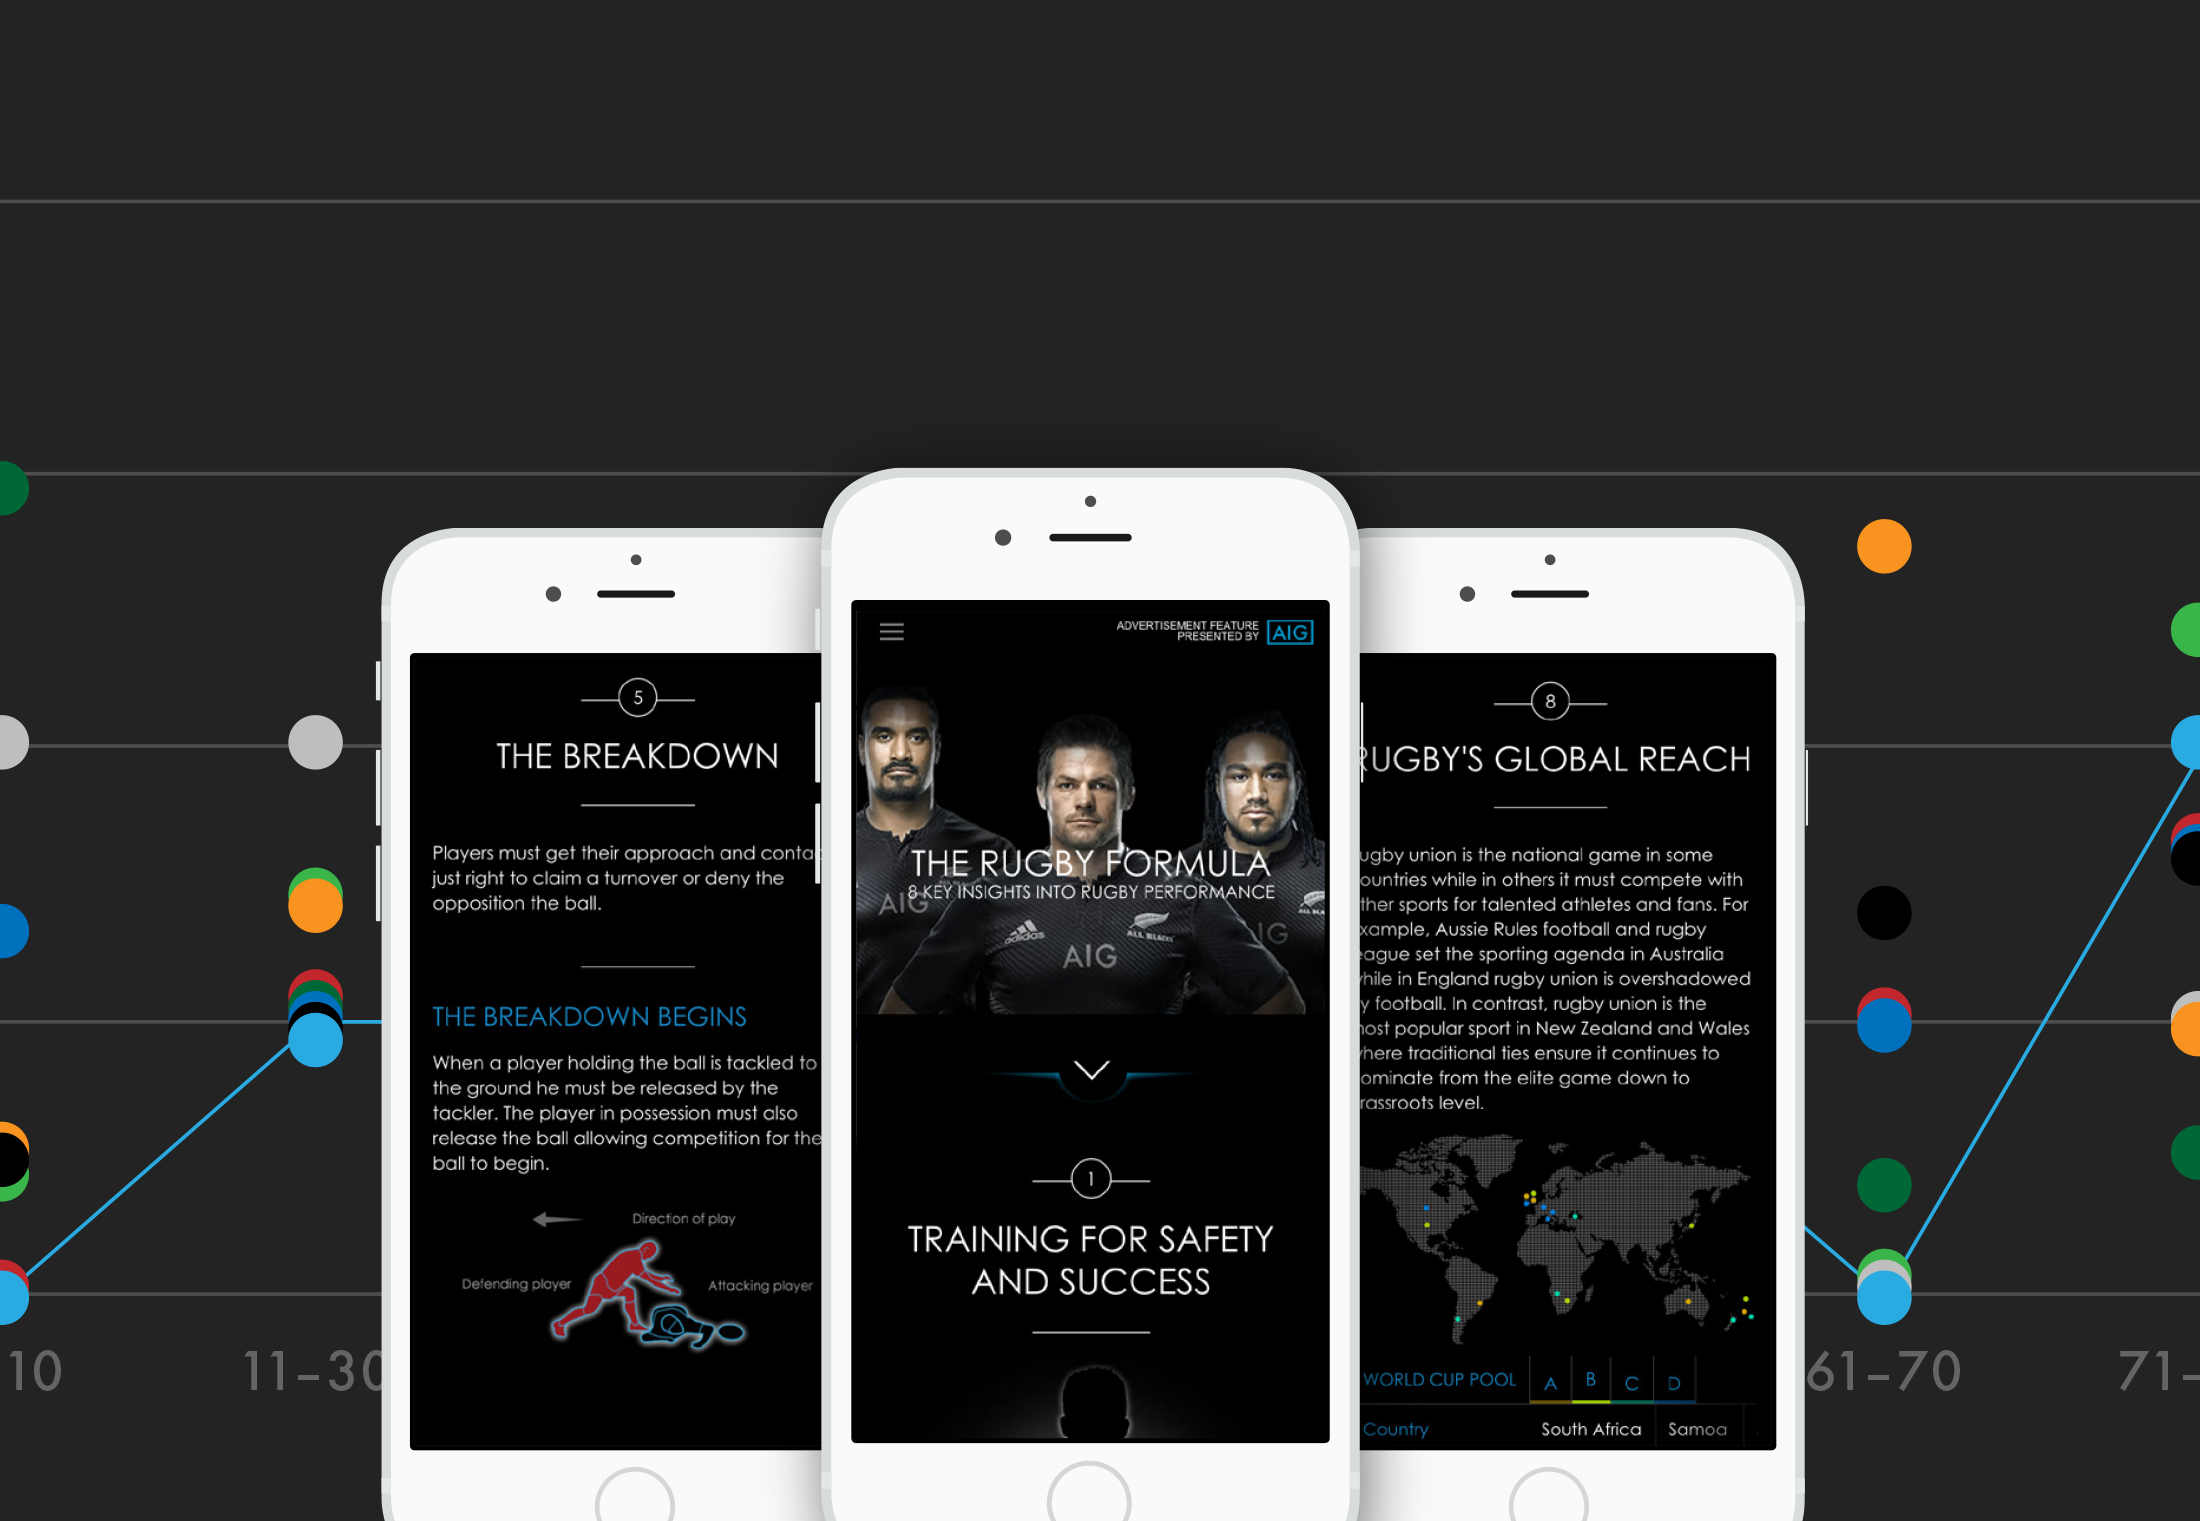 5
THE BREAKDOWN
Players must get their approach and
just right to claim a turnover or deny the
opposition the ball.
THE BREAKDOWN BEGINS
When a player holding the ball is tackled to
the ground he must be released by the
tackler. The player in possession must also
release the ball allowing competition for the
ball to begin.
Direction of play
Defending player
Attacking player
ADVERTISEMENT FEATURE
PRESENTED BY
AIG
THE RUGBY FORMULA
8 KEY INSIGHTS INTO RUGBY PERFORMANCE
AIG
adidas
AIG
ALL BLACKS
AIG
1
TRAINING FOR SAFETY
AND SUCCESS
8
RUGBY'S GLOBAL REACH
ugby union is the national game in some
ountries while in others it must compete with
ther sports for talented athletes and fans. For
xample, Aussie Rules football and rugby
eague set the sporting agenda in Australia
while in England rugby union is overshadowed
y football. In contrast, rugby union is the
most popular sport in New Zealand and Wales
where traditional ties ensure it continues to
ominate from the elite game down to
rassroots level.
WORLD CUP POOL A B C D
Country South Africa Samoa
10
11-30
61-70
71-